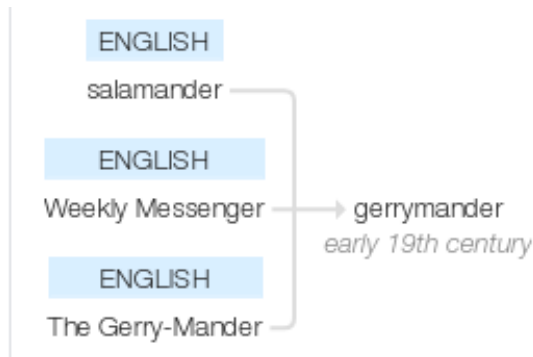 ENGLISH
salamander
ENGLISH
Weekly Messenger
gerrymander
early 19th century
ENGLISH
The Gerry-Mander